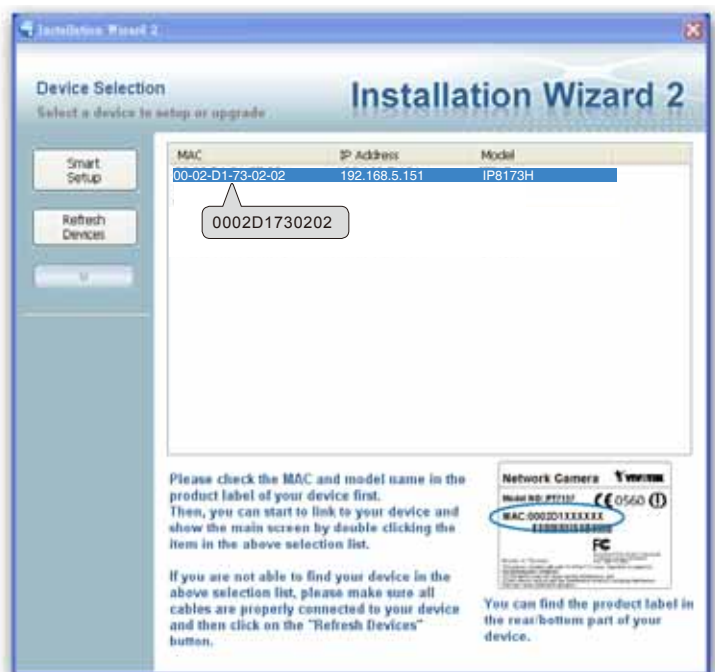 Installation Wizard 2
Device Selection
Select a device to setup or upgrade
Installation Wizard 2
Smart
Setup
Refresh
Devices
MAC IP Address Model
00-02-D1-73-02-02 192.168.5.151 IP8173H
0002D1730202
Please check the MAC and model name in the
product label of your device first.
Then, you can start to link to your device and
show the main screen by double clicking the
item in the above selection list.
If you are not able to find your device in the
above selection list, please make sure all
cables are properly connected to your device
and then click on the "Refresh Devices"
button.
Network Camera VIVOTEK
Model NO: PT7137 CE0560
MAC:0002D1XXXXXX
FC
You can find the product label in
the rear/bottom part of your
device.